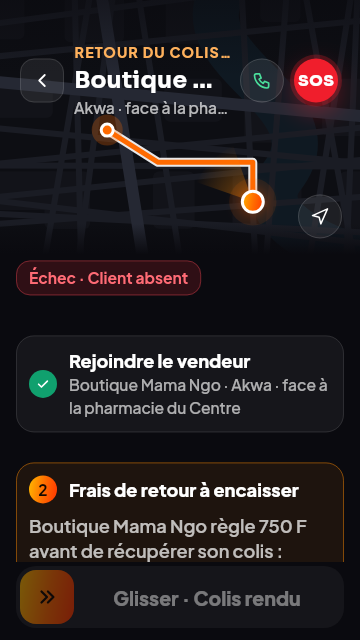 RETOUR DU COLIS…
Boutique …
Akwa · face à la pha…
SOS
Échec · Client absent
Rejoindre le vendeur
Boutique Mama Ngo · Akwa · face à
la pharmacie du Centre
2
Frais de retour à encaisser
Boutique Mama Ngo règle 750 F
avant de récupérer son colis :
Glisser · Colis rendu